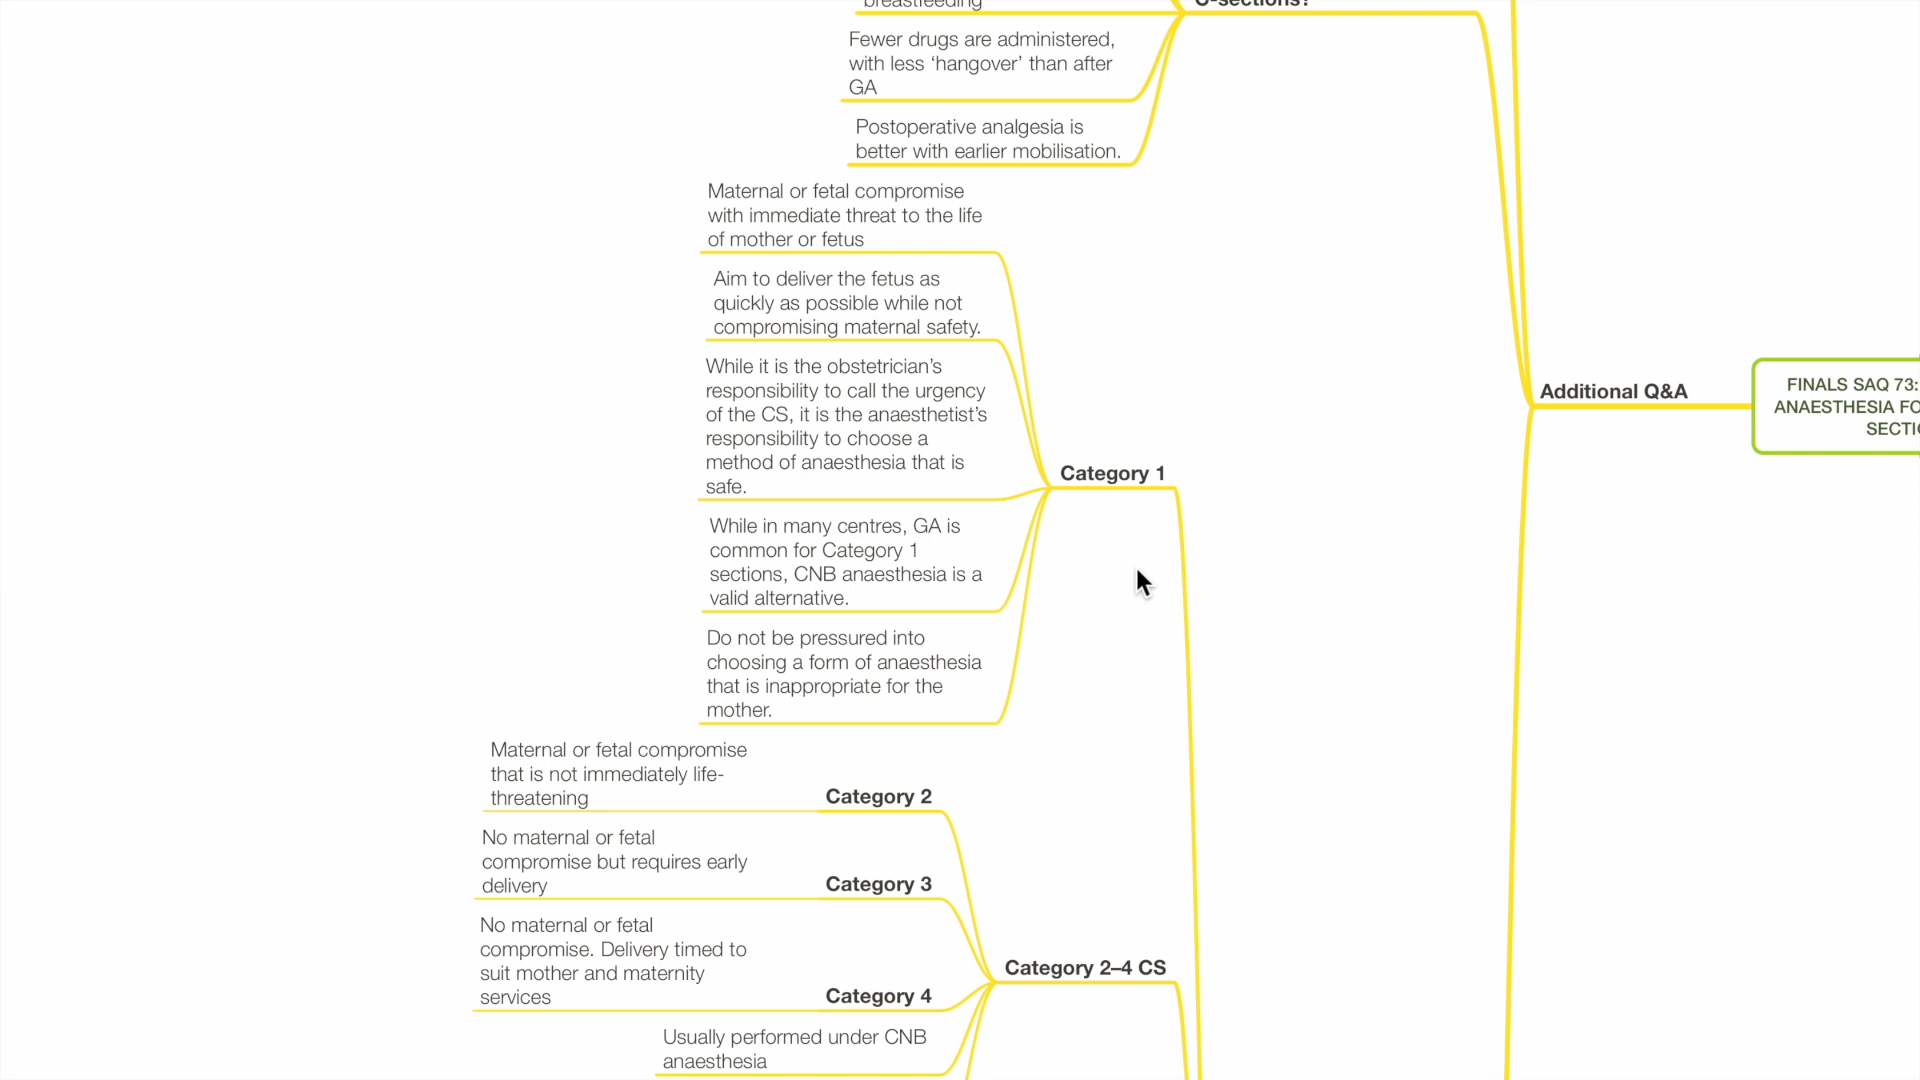 breastfeeding
C-sections?
Fewer drugs are administered,
with less ‘hangover’ than after
GA
Postoperative analgesia is
better with earlier mobilisation.
Maternal or fetal compromise
with immediate threat to the life
of mother or fetus
Aim to deliver the fetus as
quickly as possible while not
compromising maternal safety.
While it is the obstetrician’s
responsibility to call the urgency
of the CS, it is the anaesthetist’s
responsibility to choose a
method of anaesthesia that is
safe.
While in many centres, GA is
common for Category 1
sections, CNB anaesthesia is a
valid alternative.
Do not be pressured into
choosing a form of anaesthesia
that is inappropriate for the
mother.
Category 1
Maternal or fetal compromise
that is not immediately life-
threatening
Category 2
No maternal or fetal
compromise but requires early
delivery
Category 3
No maternal or fetal
compromise. Delivery timed to
suit mother and maternity
services
Category 4
Usually performed under CNB
anaesthesia
Category 2–4 CS
Additional Q&A
FINALS SAQ 73:
ANAESTHESIA FO
SECTIO